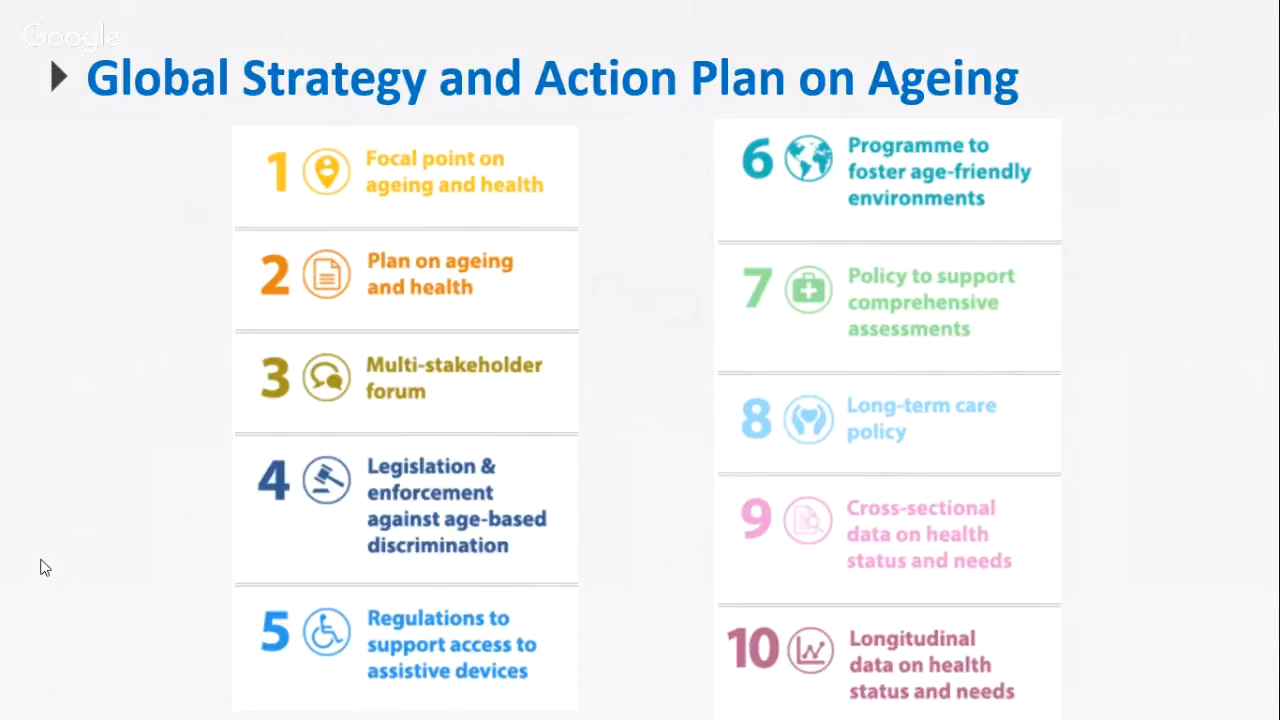 Google
Global Strategy and Action Plan on Ageing
1
Focal point on
ageing and health
2
Plan on ageing
and health
3
Multi-stakeholder
forum
4
Legislation &
enforcement
against age-based
discrimination
5
Regulations to
support access to
assistive devices
6
Programme to
foster age-friendly
environments
7
Policy to support
comprehensive
assessments
8
Long-term care
policy
9
Cross-sectional
data on health
status and needs
10
Longitudinal
data on health
status and needs